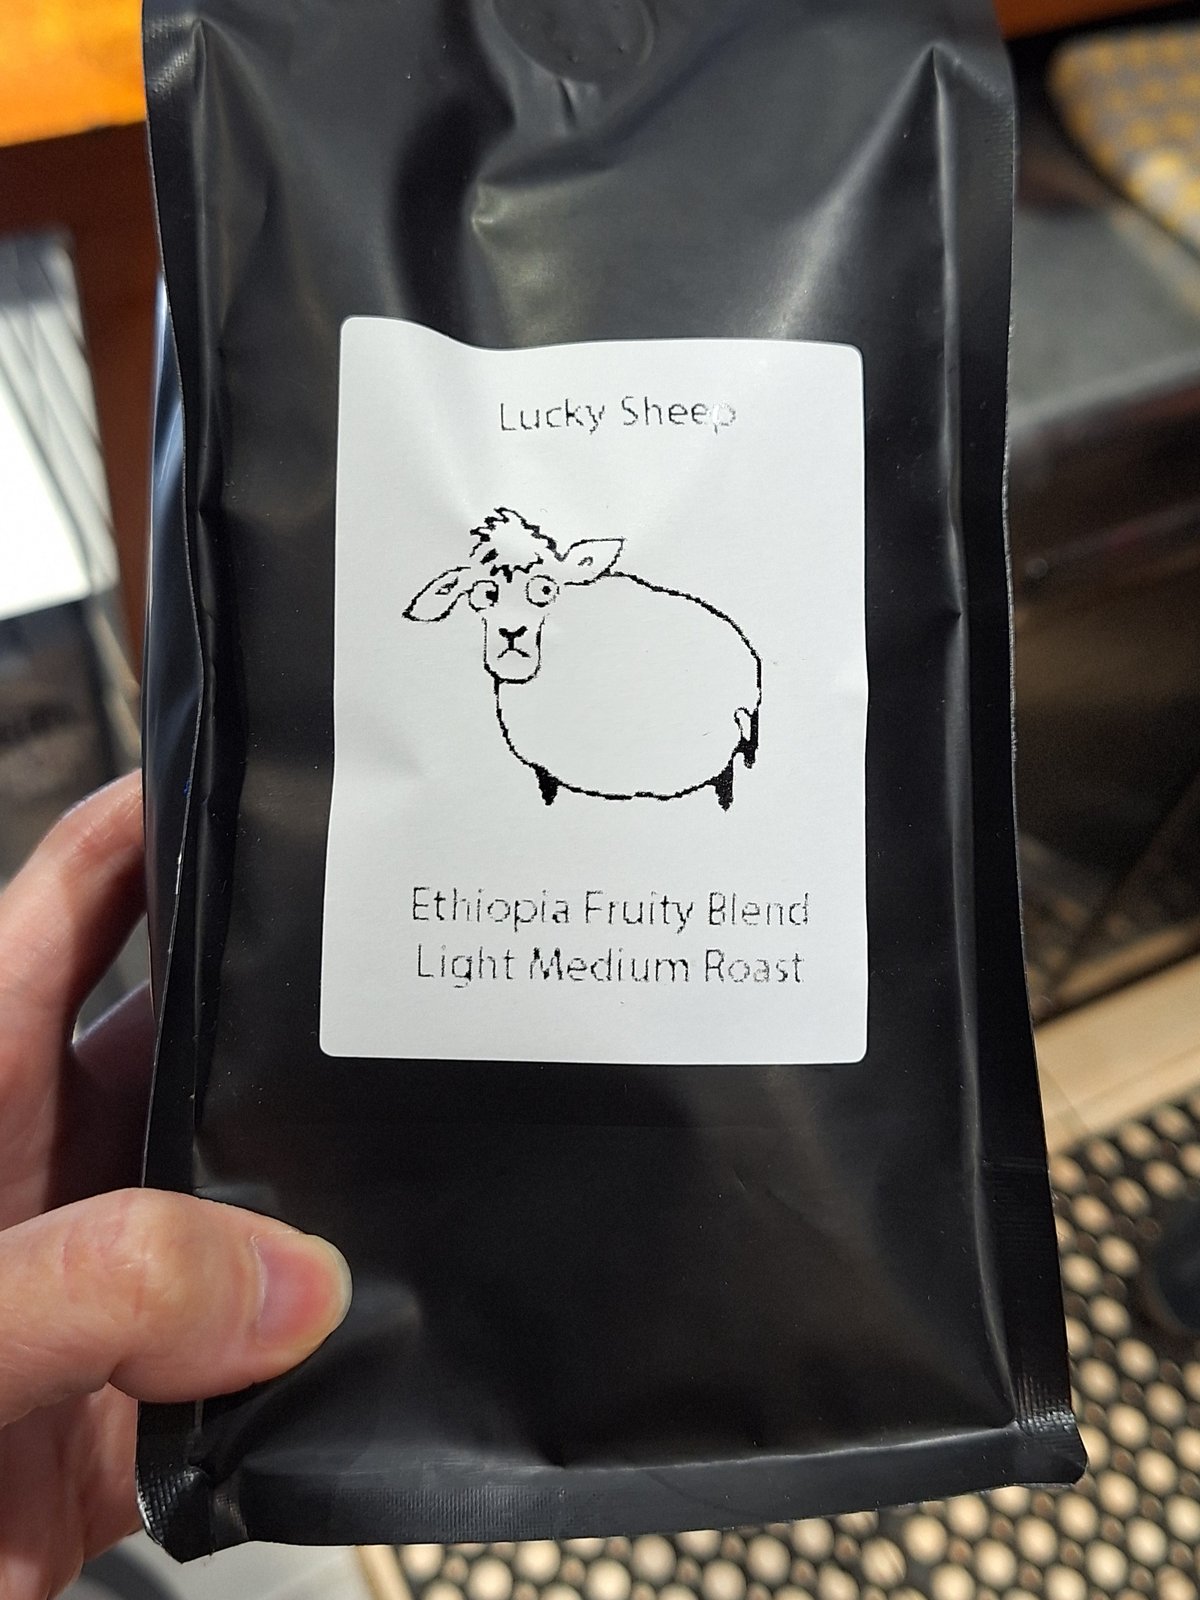 Lucky Sheep
Ethiopia Fruity Blend
Light Medium Roast